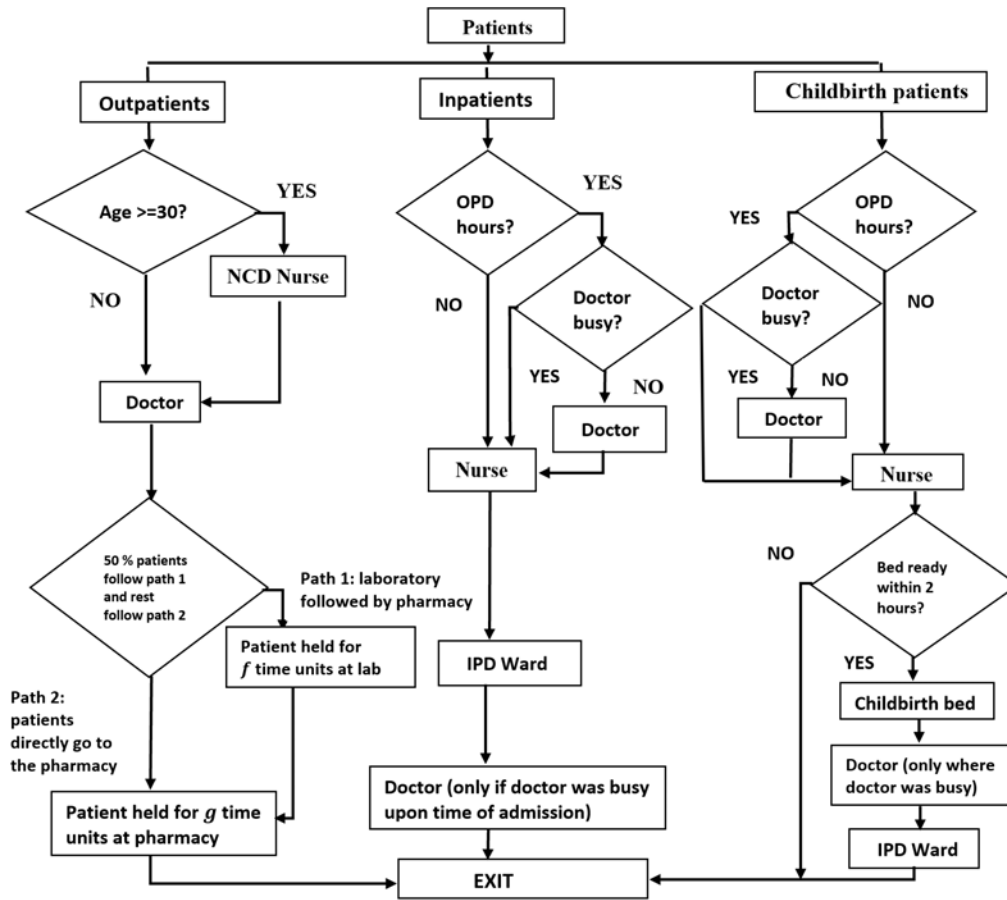 Patients
Outpatients
Inpatients
Childbirth patients
Age >=30?
YES
NO
NCD Nurse
Doctor
50 % patients
follow path 1
and rest
follow path 2
Path 1: laboratory
followed by pharmacy
Patient held for
f time units at lab
Path 2:
patients
directly go to
the pharmacy
Patient held for g time
units at pharmacy
OPD
hours?
YES
NO
Doctor
busy?
YES
NO
Doctor
Nurse
IPD Ward
Doctor (only if doctor was busy
upon time of admission)
EXIT
OPD
hours?
YES
NO
Doctor
busy?
YES
NO
Doctor
Nurse
NO
Bed ready
within 2
hours?
YES
Childbirth bed
Doctor (only where
doctor was busy)
IPD Ward